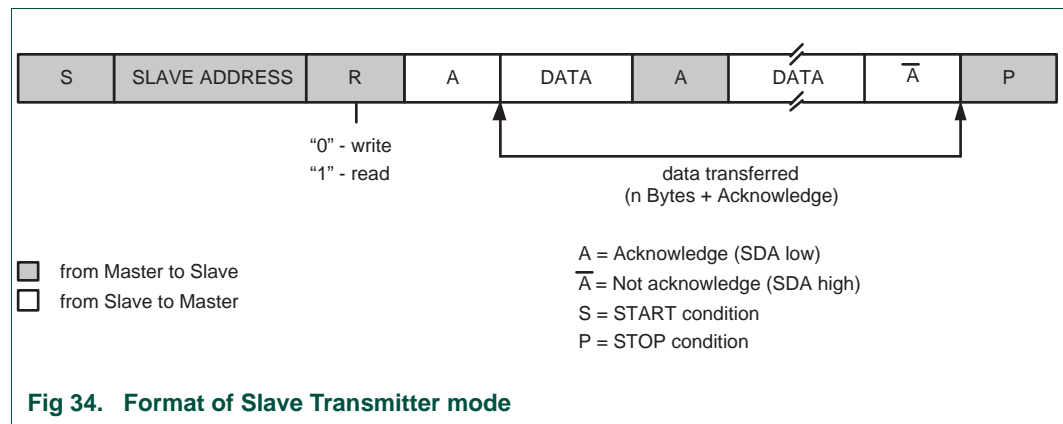 S SLAVE ADDRESS R A DATA A DATA A̅ P
“0” - write
“1” - read
data transferred
(n Bytes + Acknowledge)
from Master to Slave
from Slave to Master
A = Acknowledge (SDA low)
A̅ = Not acknowledge (SDA high)
S = START condition
P = STOP condition
Fig 34. Format of Slave Transmitter mode